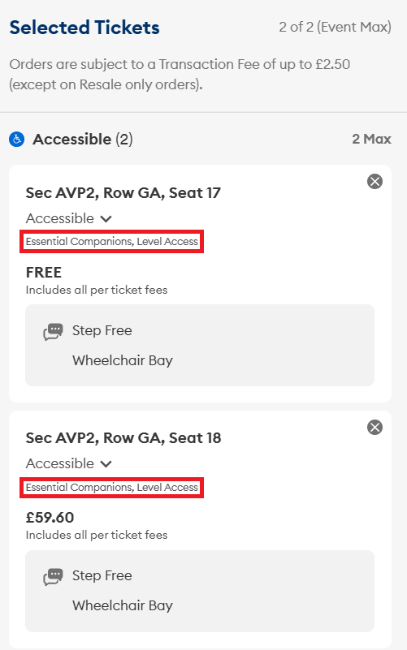 Selected Tickets
2 of 2 (Event Max)
Orders are subject to a Transaction Fee of up to £2.50
(except on Resale only orders).
Accessible (2)
2 Max
Sec AVP2, Row GA, Seat 17
Accessible
Essential Companions, Level Access
FREE
Includes all per ticket fees
Step Free
Wheelchair Bay
Sec AVP2, Row GA, Seat 18
Accessible
Essential Companions, Level Access
£59.60
Includes all per ticket fees
Step Free
Wheelchair Bay